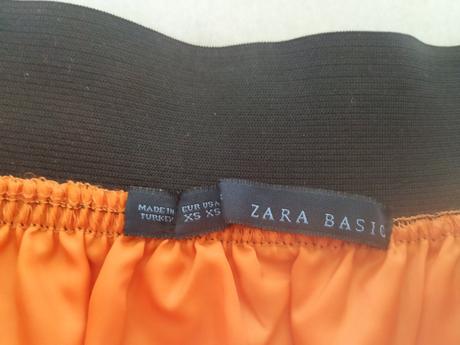 MADE IN
TURKEY
EUR USA
XS XS
ZARA BASIC